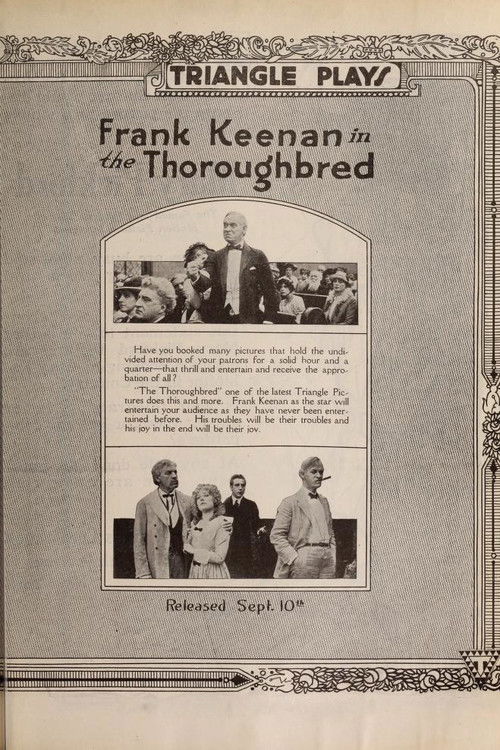 TRIANGLE PLAYS
Frank Keenan in
the Thoroughbred
Have you booked many pictures that hold the undi-
vided attention of your patrons for a solid hour and a
quarter—that thrill and entertain and receive the appro-
bation of all?
"The Thoroughbred" one of the latest Triangle Pic-
tures does this and more. Frank Keenan as the star will
entertain your audience as they have never been enter-
tained before. His troubles will be their troubles and
his joy in the end will be their joy.
Released Sept. 10th
T